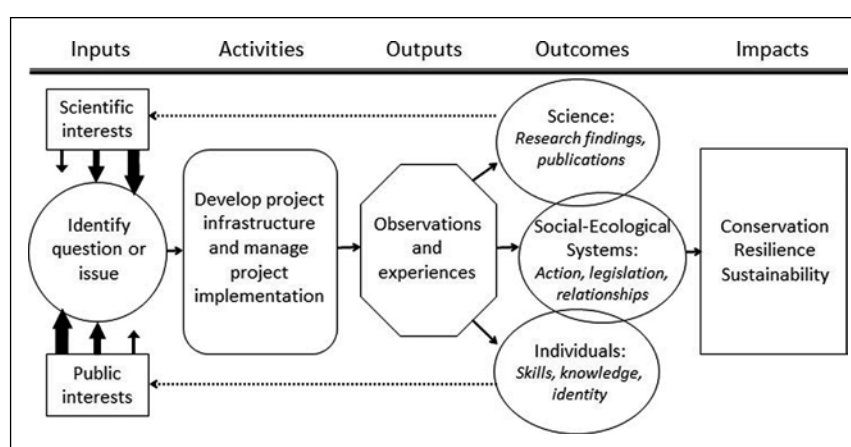 Inputs Activities Outputs Outcomes Impacts
Scientific
interests
Identify
question or
issue
Public
interests
Develop project
infrastructure
and manage
project
implementation
Observations
and
experiences
Science:
Research findings,
publications
Social-Ecological
Systems:
Action, legislation,
relationships
Individuals:
Skills, knowledge,
identity
Conservation
Resilience
Sustainability